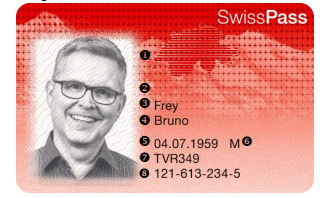 SwissPass
❶
❷
❸ Frey
❹ Bruno
❺ 04.07.1959 M ❻
❼ TVR349
❽ 121-613-234-5